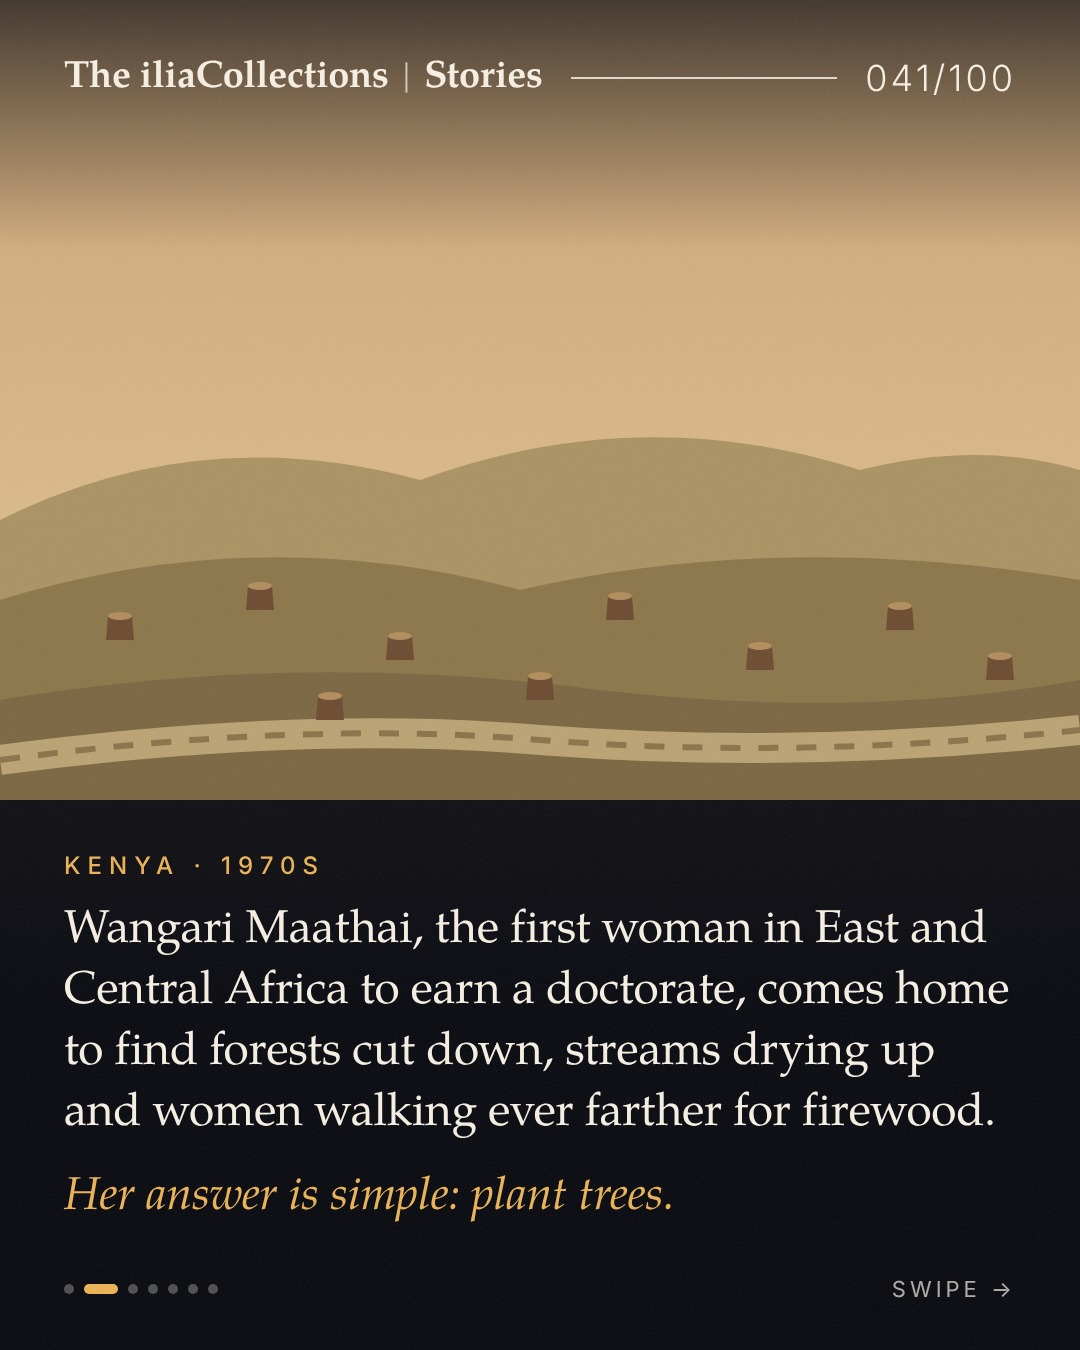 The iliaCollections | Stories
041/100
KENYA · 1970S
Wangari Maathai, the first woman in East and
Central Africa to earn a doctorate, comes home
to find forests cut down, streams drying up
and women walking ever farther for firewood.
Her answer is simple: plant trees.
SWIPE →